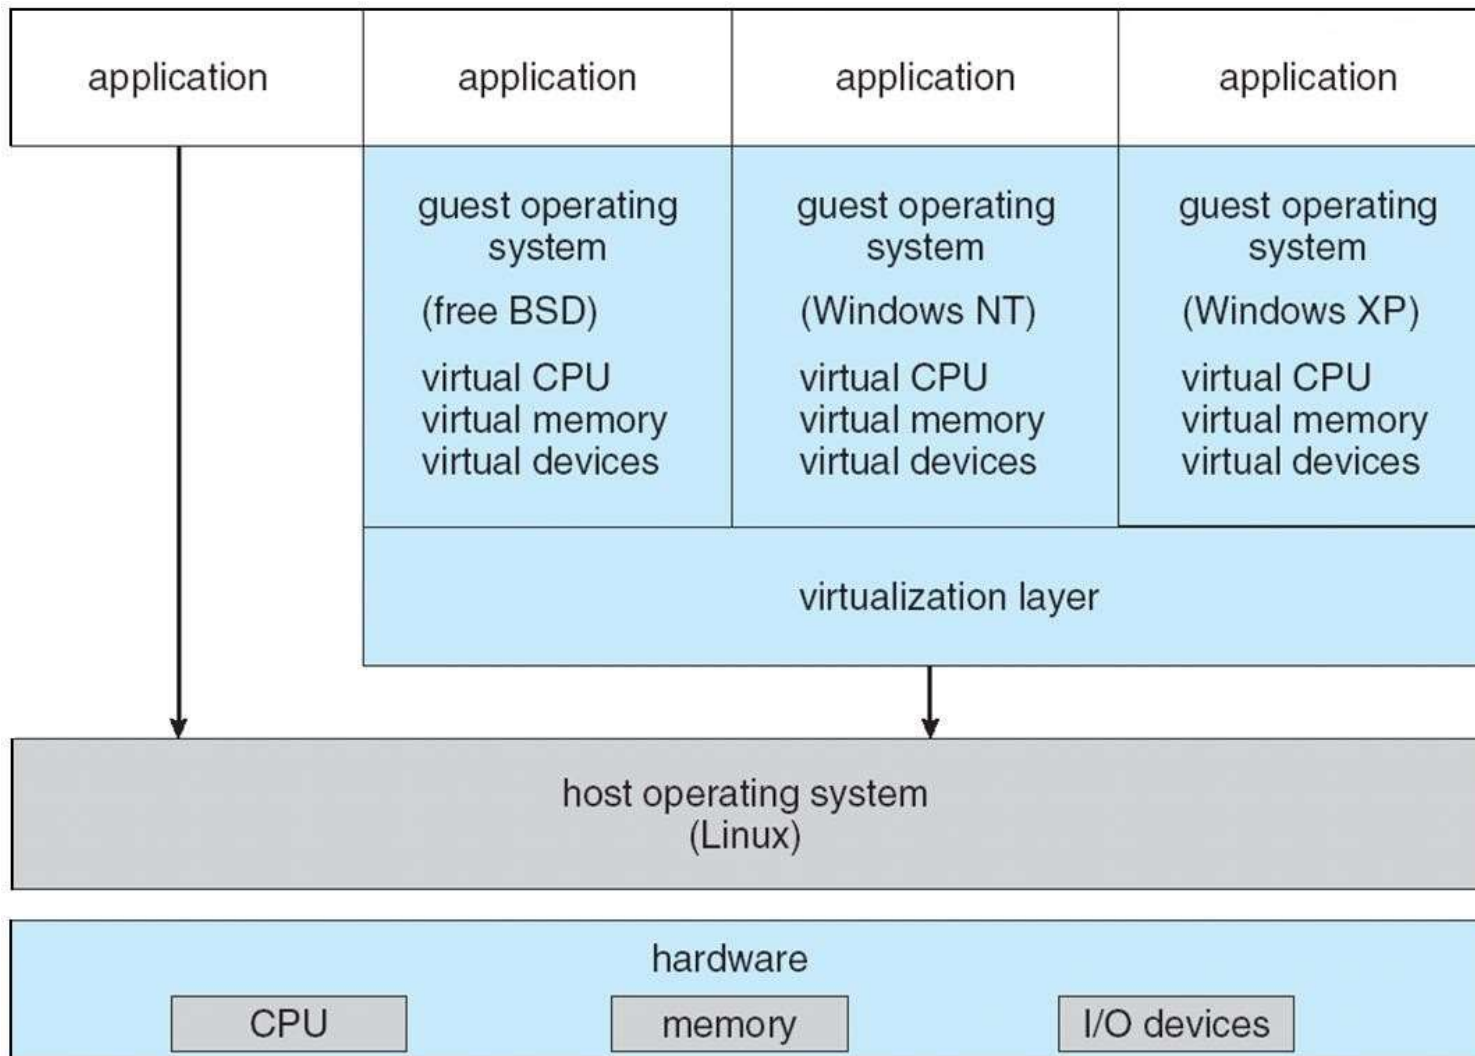 application
application
application
application
guest operating
system
(free BSD)
virtual CPU
virtual memory
virtual devices
guest operating
system
(Windows NT)
virtual CPU
virtual memory
virtual devices
guest operating
system
(Windows XP)
virtual CPU
virtual memory
virtual devices
virtualization layer
host operating system
(Linux)
hardware
CPU
memory
I/O devices